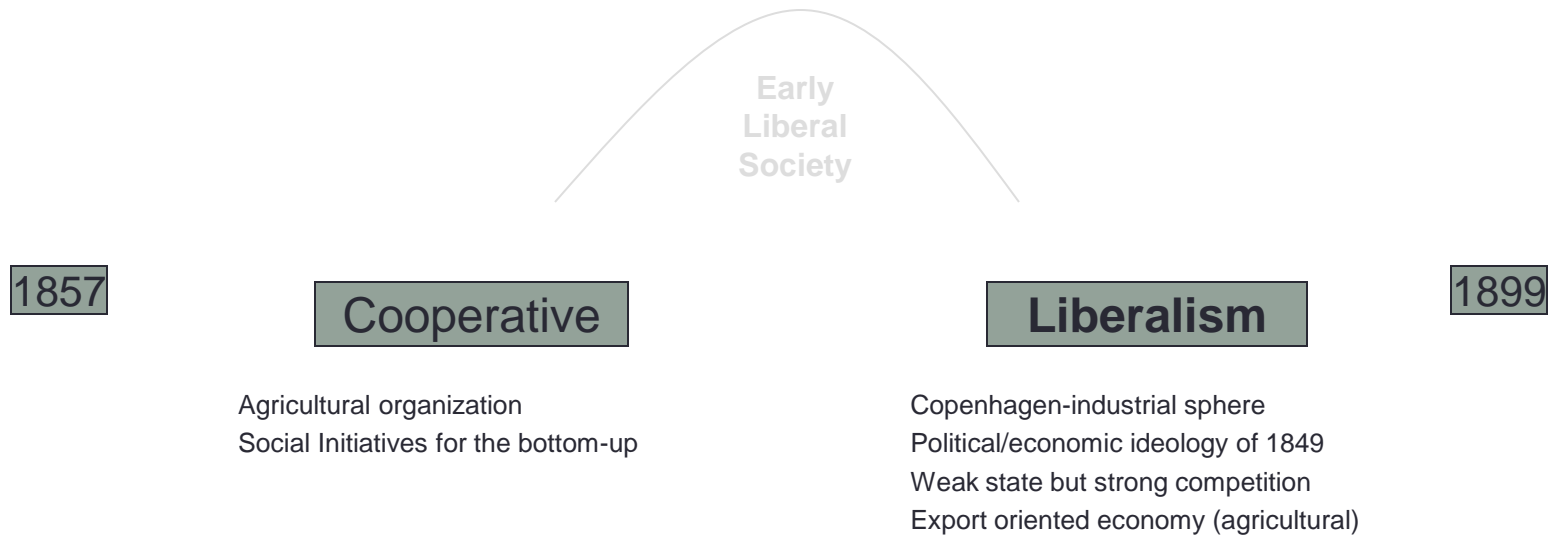 Early
Liberal
Society
1857
1899
Cooperative
Liberalism
Agricultural organization
Social Initiatives for the bottom-up
Copenhagen-industrial sphere
Political/economic ideology of 1849
Weak state but strong competition
Export oriented economy (agricultural)